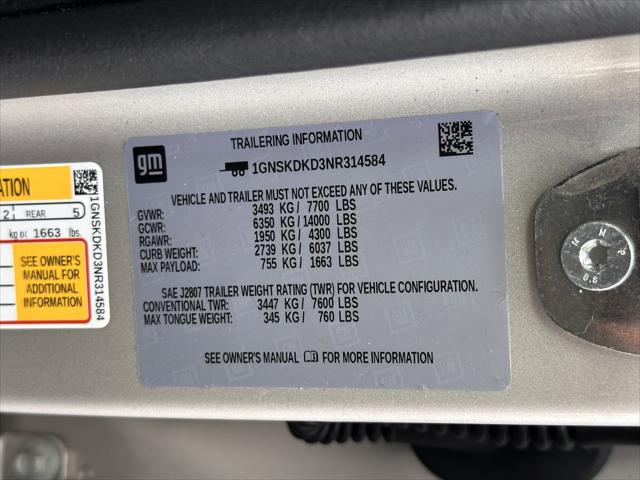 gm
TRAILERING INFORMATION
1GNSKDKD3NR314584
VEHICLE AND TRAILER MUST NOT EXCEED ANY OF THESE VALUES.
GVWR: 3493 KG / 7700 LBS
GCWR: 6350 KG / 14000 LBS
RGAWR: 1950 KG / 4300 LBS
CURB WEIGHT: 2739 KG / 6037 LBS
MAX PAYLOAD: 755 KG / 1663 LBS
SAE J2807 TRAILER WEIGHT RATING (TWR) FOR VEHICLE CONFIGURATION.
CONVENTIONAL TWR: 3447 KG / 7600 LBS
MAX TONGUE WEIGHT: 345 KG / 760 LBS
SEE OWNER'S MANUAL FOR MORE INFORMATION
ATION
2 REAR 5
kg or 1663 lbs.
SEE OWNER'S
MANUAL FOR
ADDITIONAL
INFORMATION
1GNSKDKD3NR314584